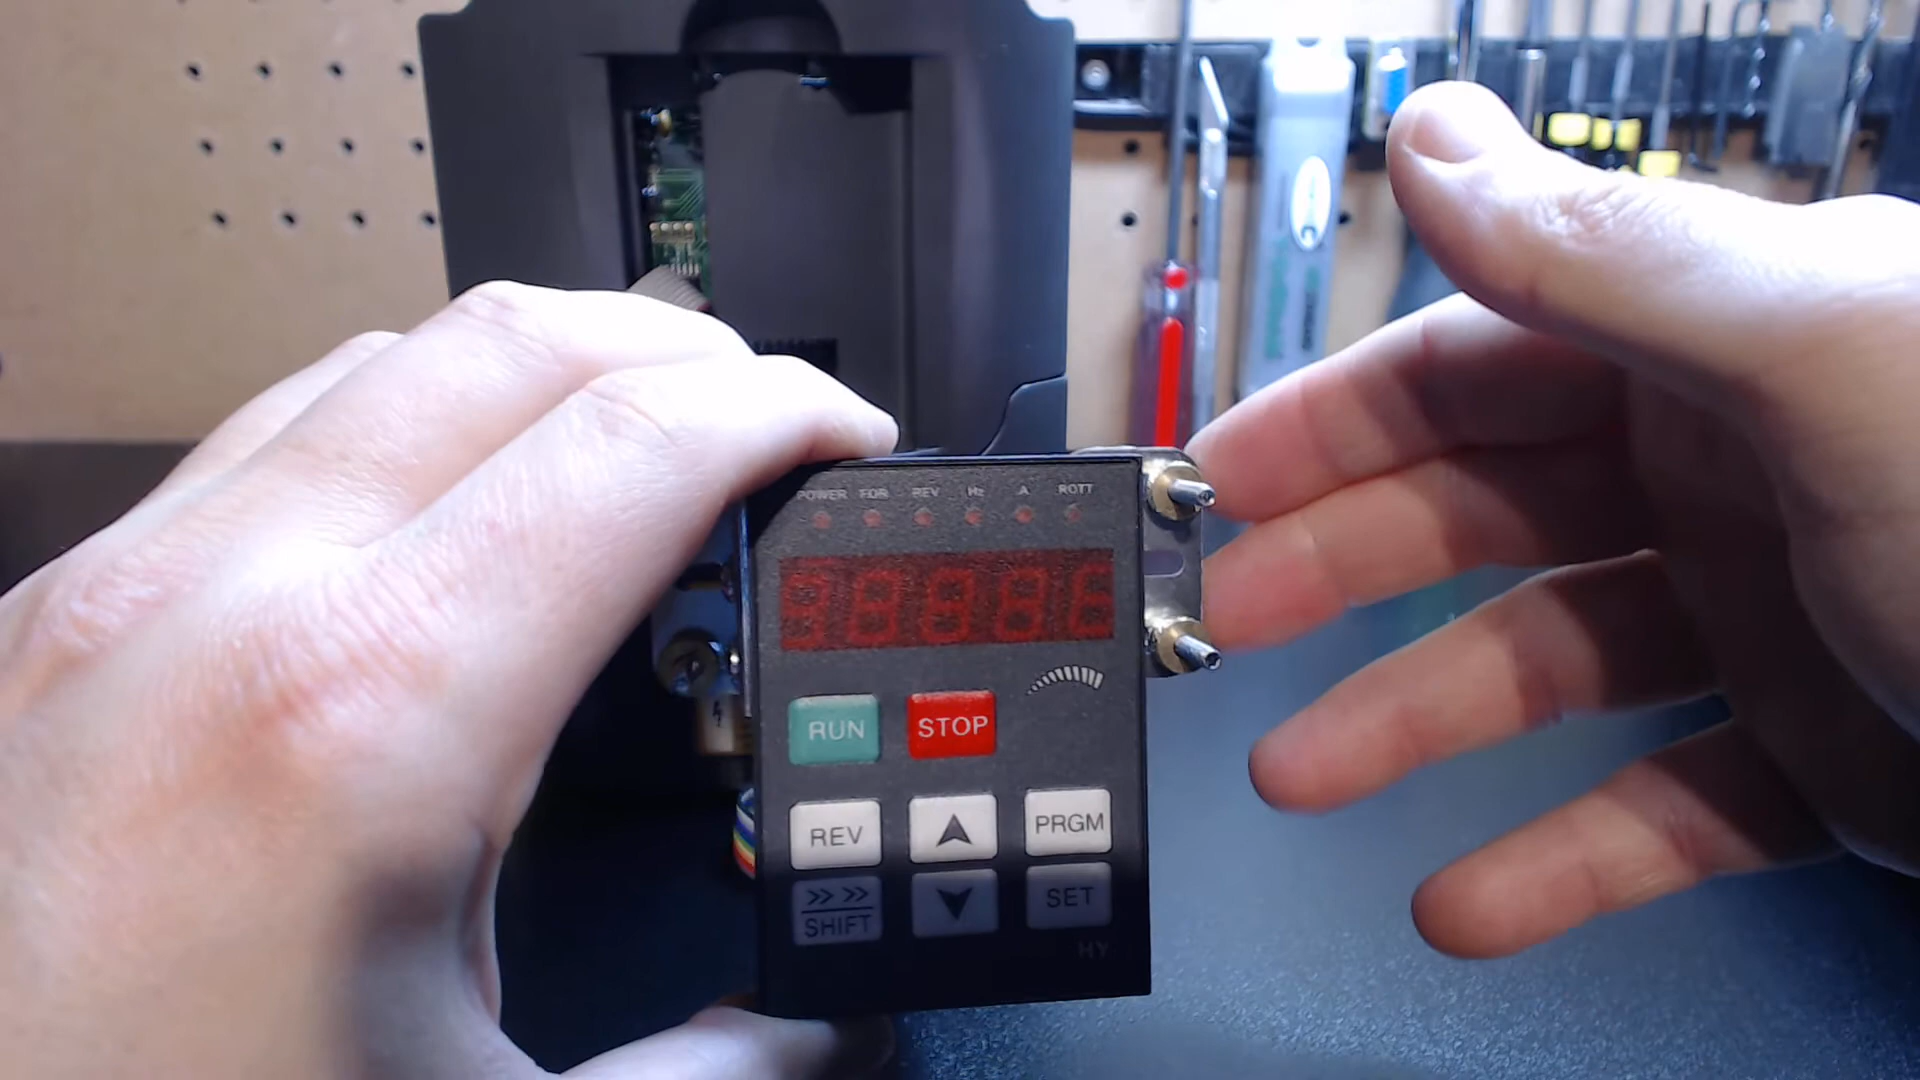 POWER FOR REV Hz A ROTT
RUN STOP
REV PRGM
SHIFT SET
HY